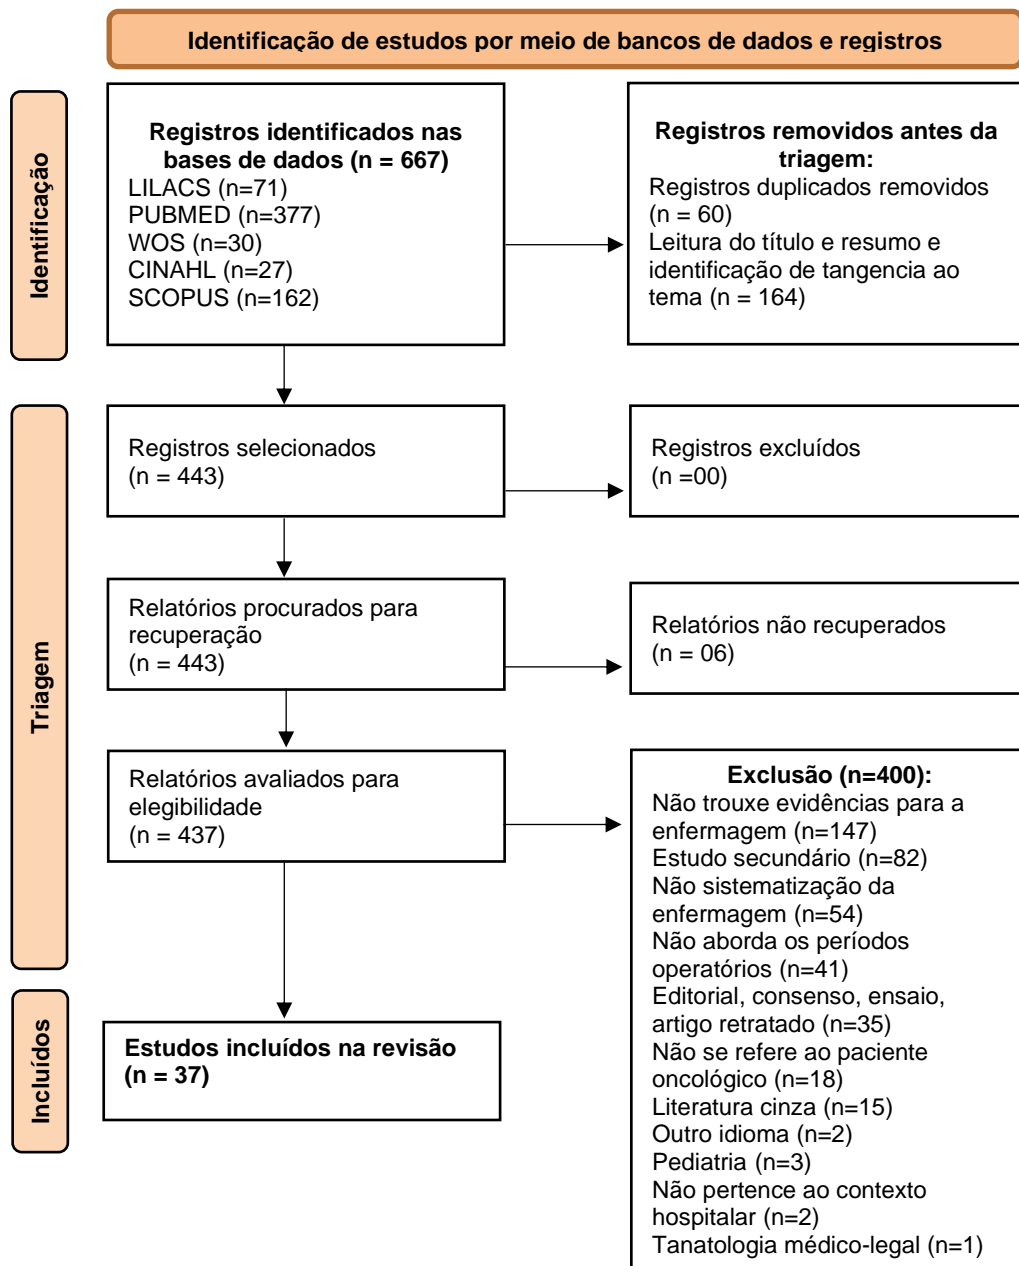 Identificação de estudos por meio de bancos de dados e registros
Identificação
Registros identificados nas
bases de dados (n = 667)
LILACS (n=71)
PUBMED (n=377)
WOS (n=30)
CINAHL (n=27)
SCOPUS (n=162)
Registros removidos antes da
triagem:
Registros duplicados removidos
(n = 60)
Leitura do título e resumo e
identificação de tangencia ao
tema (n = 164)
Triagem
Registros selecionados
(n = 443)
Registros excluídos
(n =00)
Relatórios procurados para
recuperação
(n = 443)
Relatórios não recuperados
(n = 06)
Relatórios avaliados para
elegibilidade
(n = 437)
Exclusão (n=400):
Não trouxe evidências para a
enfermagem (n=147)
Estudo secundário (n=82)
Não sistematização da
enfermagem (n=54)
Não aborda os períodos
operatórios (n=41)
Editorial, consenso, ensaio,
artigo retratado (n=35)
Não se refere ao paciente
oncológico (n=18)
Literatura cinza (n=15)
Outro idioma (n=2)
Pediatria (n=3)
Não pertence ao contexto
hospitalar (n=2)
Tanatologia médico-legal (n=1)
Incluídos
Estudos incluídos na revisão
(n = 37)